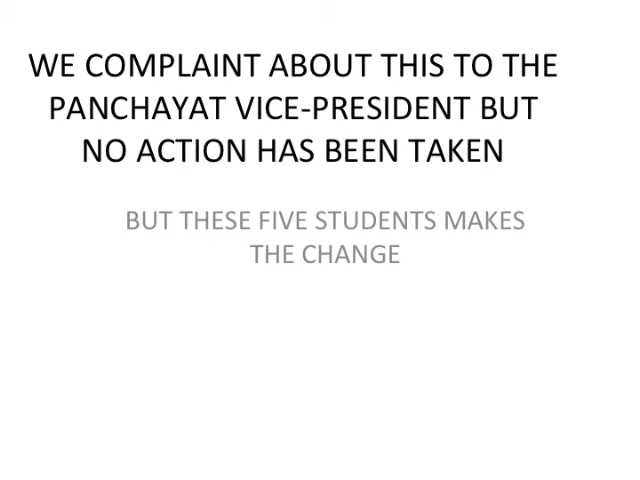 WE COMPLAINT ABOUT THIS TO THE
PANCHAYAT VICE-PRESIDENT BUT
NO ACTION HAS BEEN TAKEN
BUT THESE FIVE STUDENTS MAKES
THE CHANGE